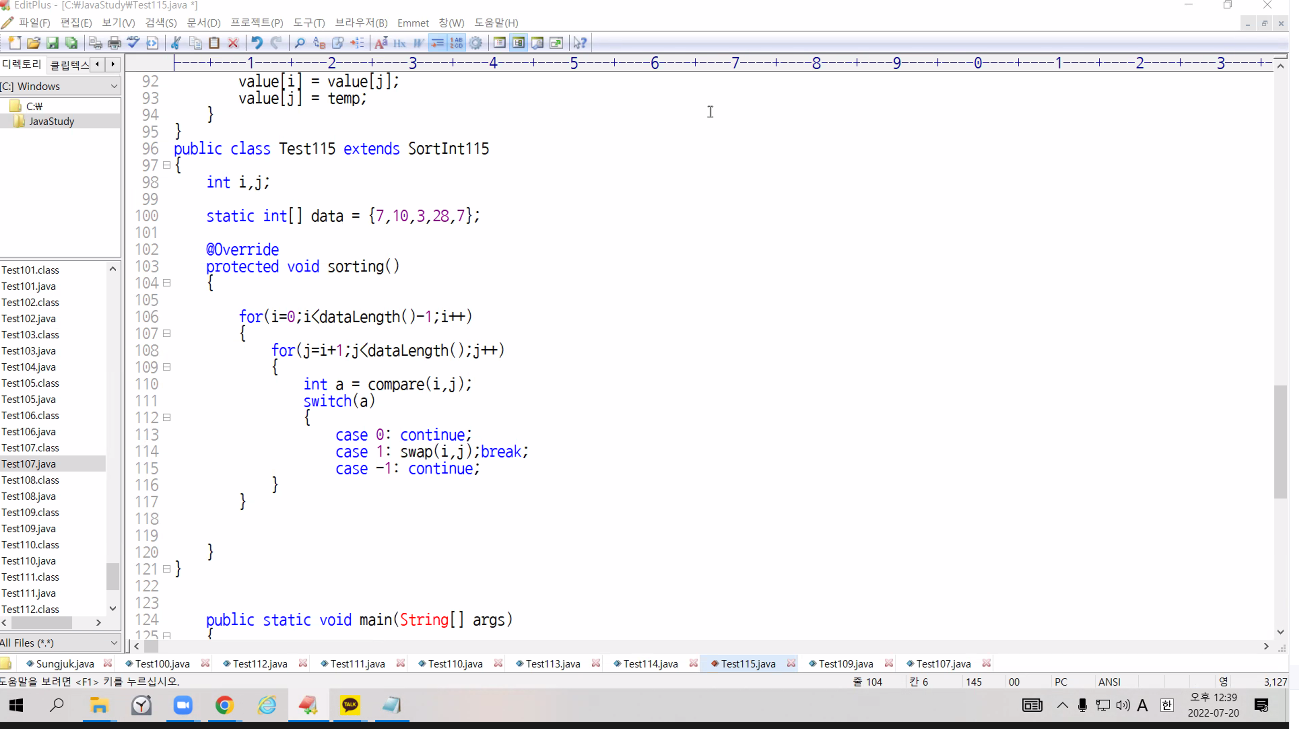 EditPlus - [C:₩JavaStudy₩Test115.java *]
파일(F) 편집(E) 보기(V) 검색(S) 문서(D) 프로젝트(P) 도구(T) 브라우저(B) Emmet 창(W) 도움말(H)
디렉토리 클립텍스
[C:] Windows
C:₩
JavaStudy
Test101.class
Test101.java
Test102.class
Test102.java
Test103.class
Test103.java
Test104.java
Test105.class
Test105.java
Test106.class
Test106.java
Test107.class
Test107.java
Test108.class
Test108.java
Test109.class
Test109.java
Test110.class
Test110.java
Test111.class
Test111.java
Test112.class
All Files (*.*)
----+----1----+----2----+----3----+----4----+----5----+----6----+----7----+----8----+----9----+----0----+----1----+----2----+----3----+-
92 value[i] = value[j];
93 value[j] = temp;
94 }
95 }
96 public class Test115 extends SortInt115
97 {
98 int i,j;
99
100 static int[] data = {7,10,3,28,7};
101
102 @Override
103 protected void sorting()
104 {
105
106 for(i=0;i<dataLength()-1;i++)
107 {
108 for(j=i+1;j<dataLength();j++)
109 {
110 int a = compare(i,j);
111 switch(a)
112 {
113 case 0: continue;
114 case 1: swap(i,j);break;
115 case -1: continue;
116 }
117 }
118
119
120 }
121 }
122
123
124 public static void main(String[] args)
125 {
Sungjuk.java Test100.java Test112.java Test111.java Test110.java Test113.java Test114.java Test115.java Test109.java Test107.java
도움말을 보려면 <F1> 키를 누르십시오. 줄 104 칸 6 145 00 PC ANSI 영 3,127
TALK
A 한 오후 12:39
2022-07-20